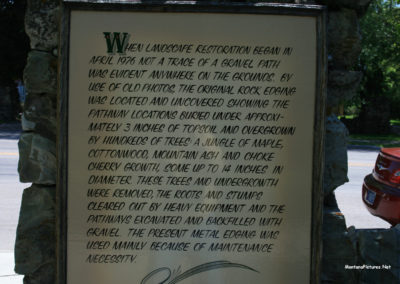 WHEN LANDSCAPE RESTORATION BEGAN IN
APRIL 1976 NOT A TRACE OF A GRAVEL PATH
WAS EVIDENT ANYWHERE ON THE GROUNDS. BY
USE OF OLD PHOTOS, THE ORIGINAL ROCK EDGING
WAS LOCATED AND UNCOVERED SHOWING THE
PATHWAY LOCATIONS BURIED UNDER APPROXI-
MATELY 3 INCHES OF TOPSOIL AND OVERGROWN
BY HUNDREDS OF TREES A JUNGLE OF MAPLE,
COTTONWOOD, MOUNTAIN ASH AND CHOKE
CHERRY GROWTH, SOME UP TO 14 INCHES IN
DIAMETER. THESE TREES AND UNDERGROWTH
WERE REMOVED, THE ROOTS AND STUMPS
CLEARED OUT BY HEAVY EQUIPMENT AND THE
PATHWAYS EXCAVATED AND BACKFILLED WITH
GRAVEL. THE PRESENT METAL EDGING WAS
USED MAINLY BECAUSE OF MAINTENANCE
NECESSITY.
MontanaPictures.Net